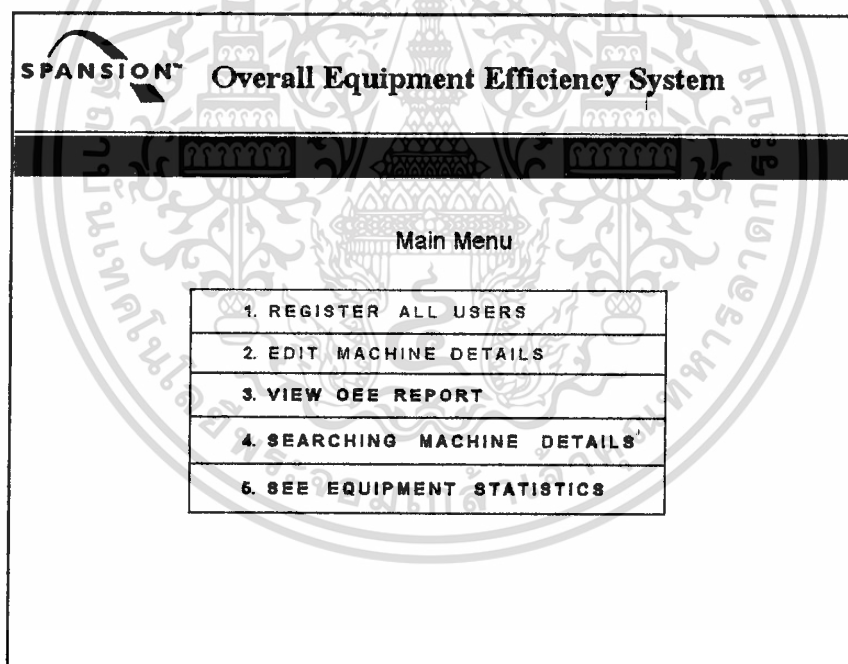 SPANSION™ Overall Equipment Efficiency System
Main Menu
1. REGISTER ALL USERS
2. EDIT MACHINE DETAILS
3. VIEW OEE REPORT
4. SEARCHING MACHINE DETAILS
5. SEE EQUIPMENT STATISTICS